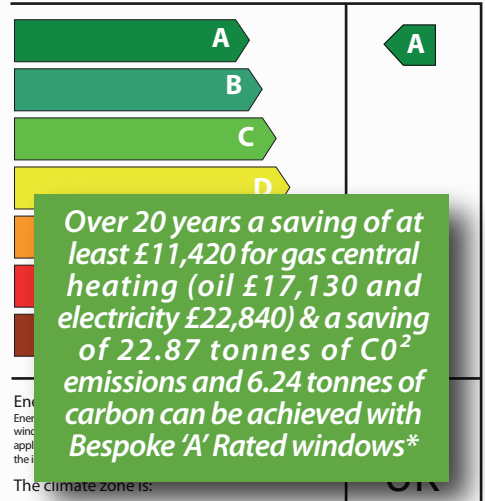 A
A
B
C
D
Over 20 years a saving of at
least £11,420 for gas central
heating (oil £17,130 and
electricity £22,840) & a saving
of 22.87 tonnes of C0²
emissions and 6.24 tonnes of
carbon can be achieved with
Bespoke ‘A’ Rated windows*
The climate zone is: